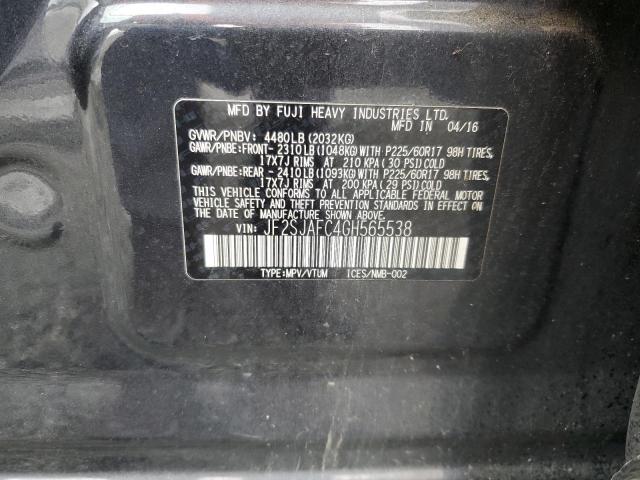 MFD BY FUJI HEAVY INDUSTRIES LTD.
MFD IN 04/16
GVWR/PNBV: 4480LB(2032KG)
GAWR/PNBE:FRONT-2310LB(1048KG)WITH P225/60R17 98H TIRES,
17X7J RIMS AT 210 KPA(30 PSI)COLD
GAWR/PNBE:REAR -2410LB(1093KG)WITH P225/60R17 98H TIRES,
17X7J RIMS AT 200 KPA(29 PSI)COLD
THIS VEHICLE CONFORMS TO ALL APPLICABLE FEDERAL MOTOR
VEHICLE SAFETY AND BUMPER STANDARDS IN EFFECT ON THE
DATE OF MANUFACTURE SHOWN ABOVE.
VIN: JF2SJAFC4GH565538
TYPE:MPV/VTUM ICES/NMB-002